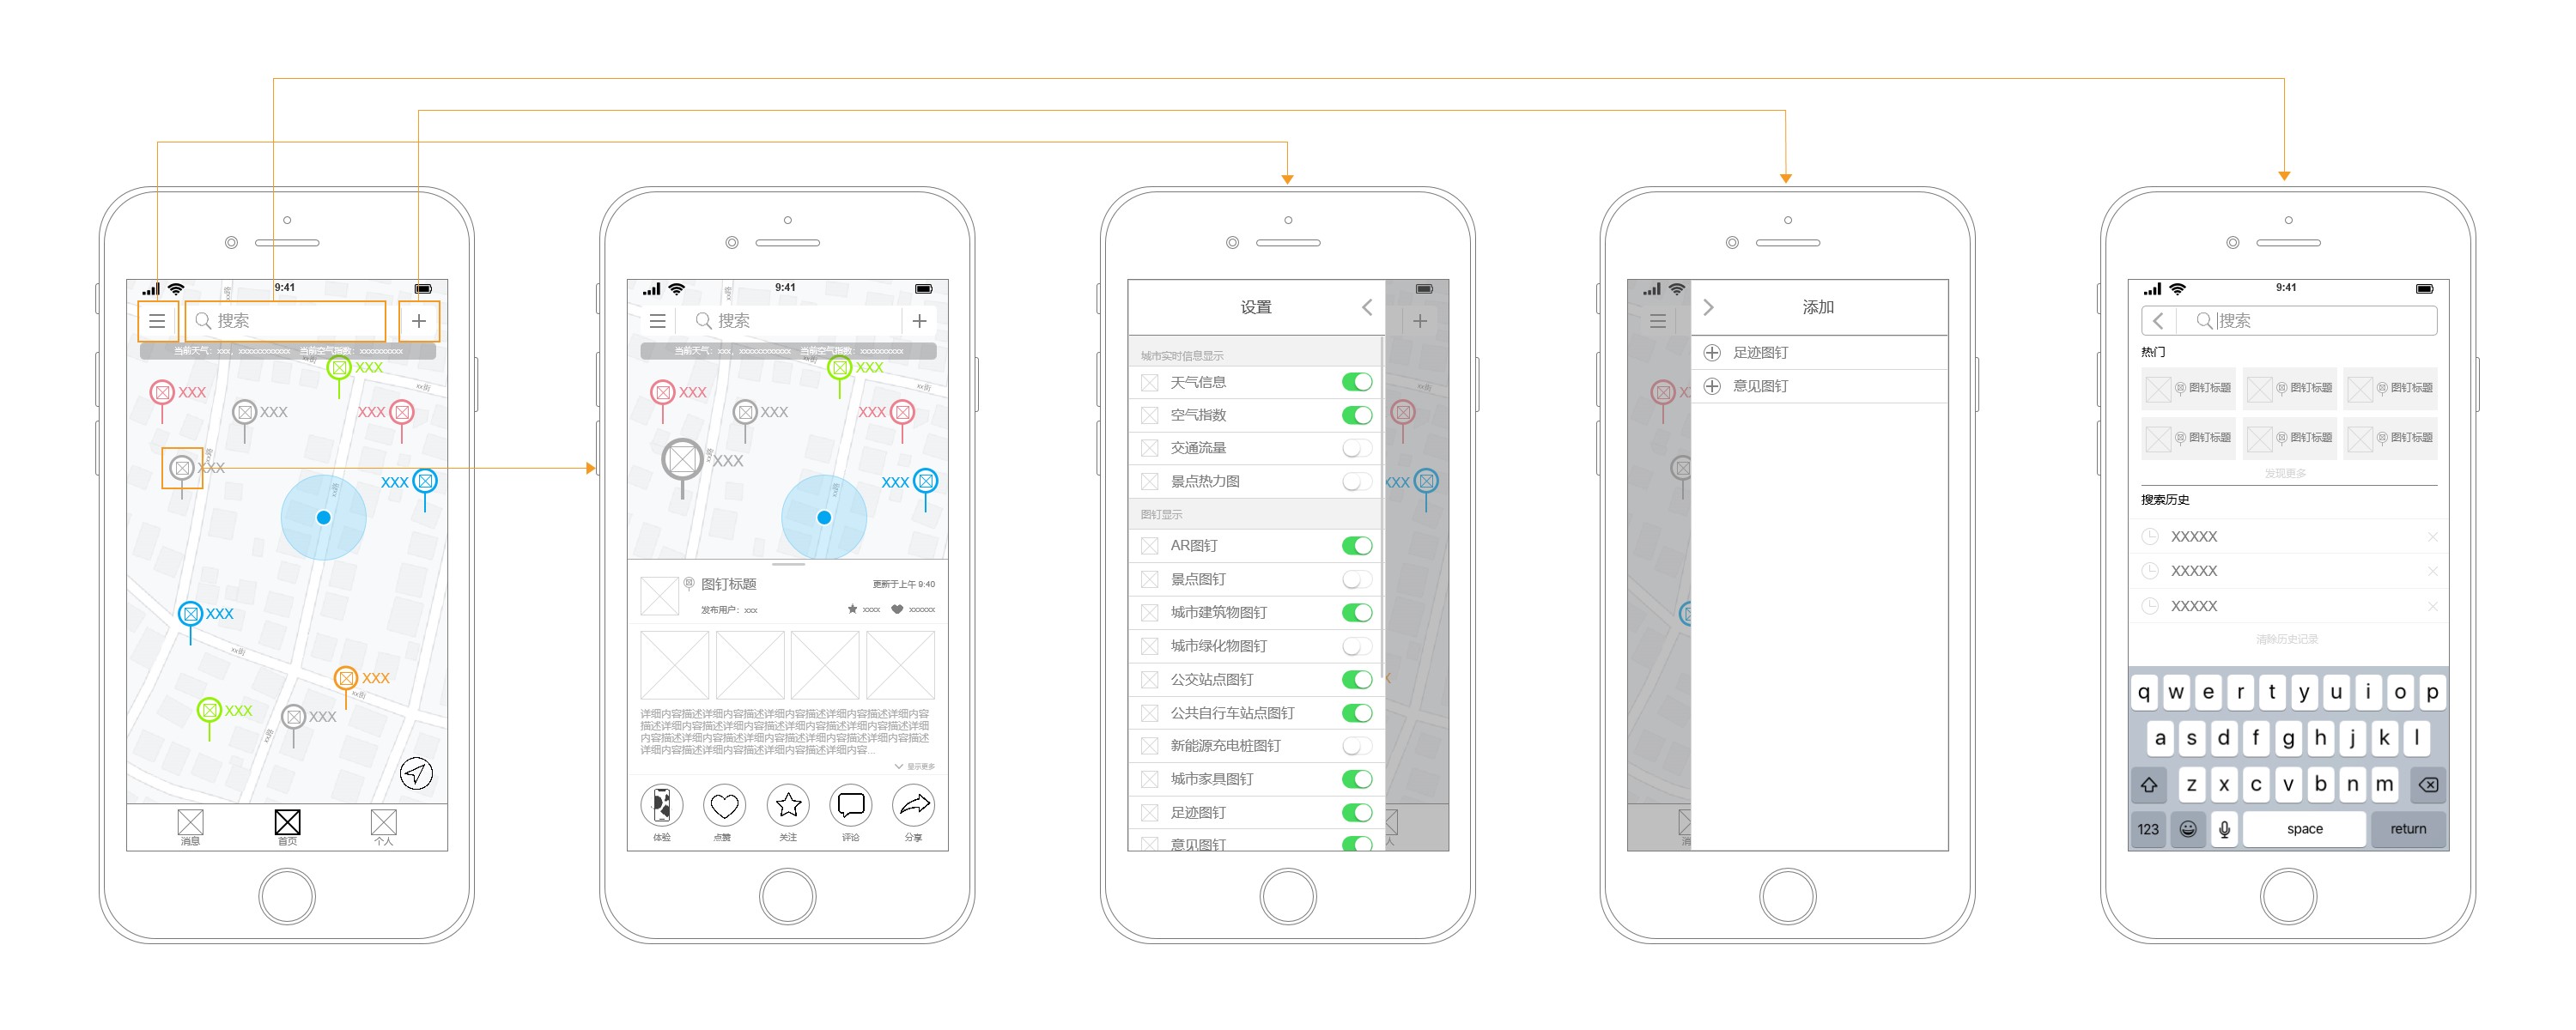 9:41
搜索
当前天气：xxx，xxxxxxxxxxxx 当前空气指数：xxxxxxxxxx
XXX
XXX
xx街
XXX
XXX
XXX
XXX
XXX
XXX
xx街
XXX
xx街
XXX
XXX
xx路
消息
首页
个人
9:41
搜索
当前天气：xxx，xxxxxxxxxxxx 当前空气指数：xxxxxxxxxx
XXX
XXX
xx街
XXX
XXX
XXX
XXX
图钉标题
更新于上午 9:40
发布用户：xxx
xxxx
xxxxxx
详细内容描述详细内容描述详细内容描述详细内容描述详细内容
描述详细内容描述详细内容描述详细内容描述详细内容描述详细
内容描述详细内容描述详细内容描述详细内容描述详细内容描述
详细内容描述详细内容描述详细内容描述详细内容...
显示更多
体验
点赞
关注
评论
分享
设置
城市实时信息显示
天气信息
空气指数
交通流量
景点热力图
图钉显示
AR图钉
景点图钉
城市建筑物图钉
城市绿化物图钉
公交站点图钉
公共自行车站点图钉
新能源充电桩图钉
城市家具图钉
足迹图钉
意见图钉
XXX
添加
足迹图钉
意见图钉
9:41
搜索
热门
图钉标题 图钉标题 图钉标题
图钉标题 图钉标题 图钉标题
发现更多
搜索历史
XXXXX
XXXXX
XXXXX
清除历史记录
q w e r t y u i o p
a s d f g h j k l
z x c v b n m
123 space return